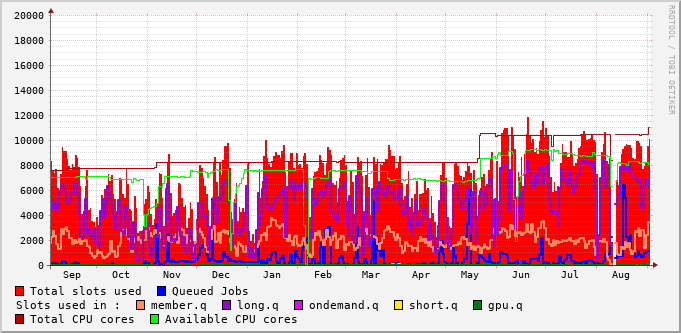 20000
18000
16000
14000
12000
10000
8000
6000
4000
2000
0
Sep Oct Nov Dec Jan Feb Mar Apr May Jun Jul Aug
RRDTOOL / TOBI OETIKER
Total slots used Queued Jobs
Slots used in : member.q long.q ondemand.q short.q gpu.q
Total CPU cores Available CPU cores